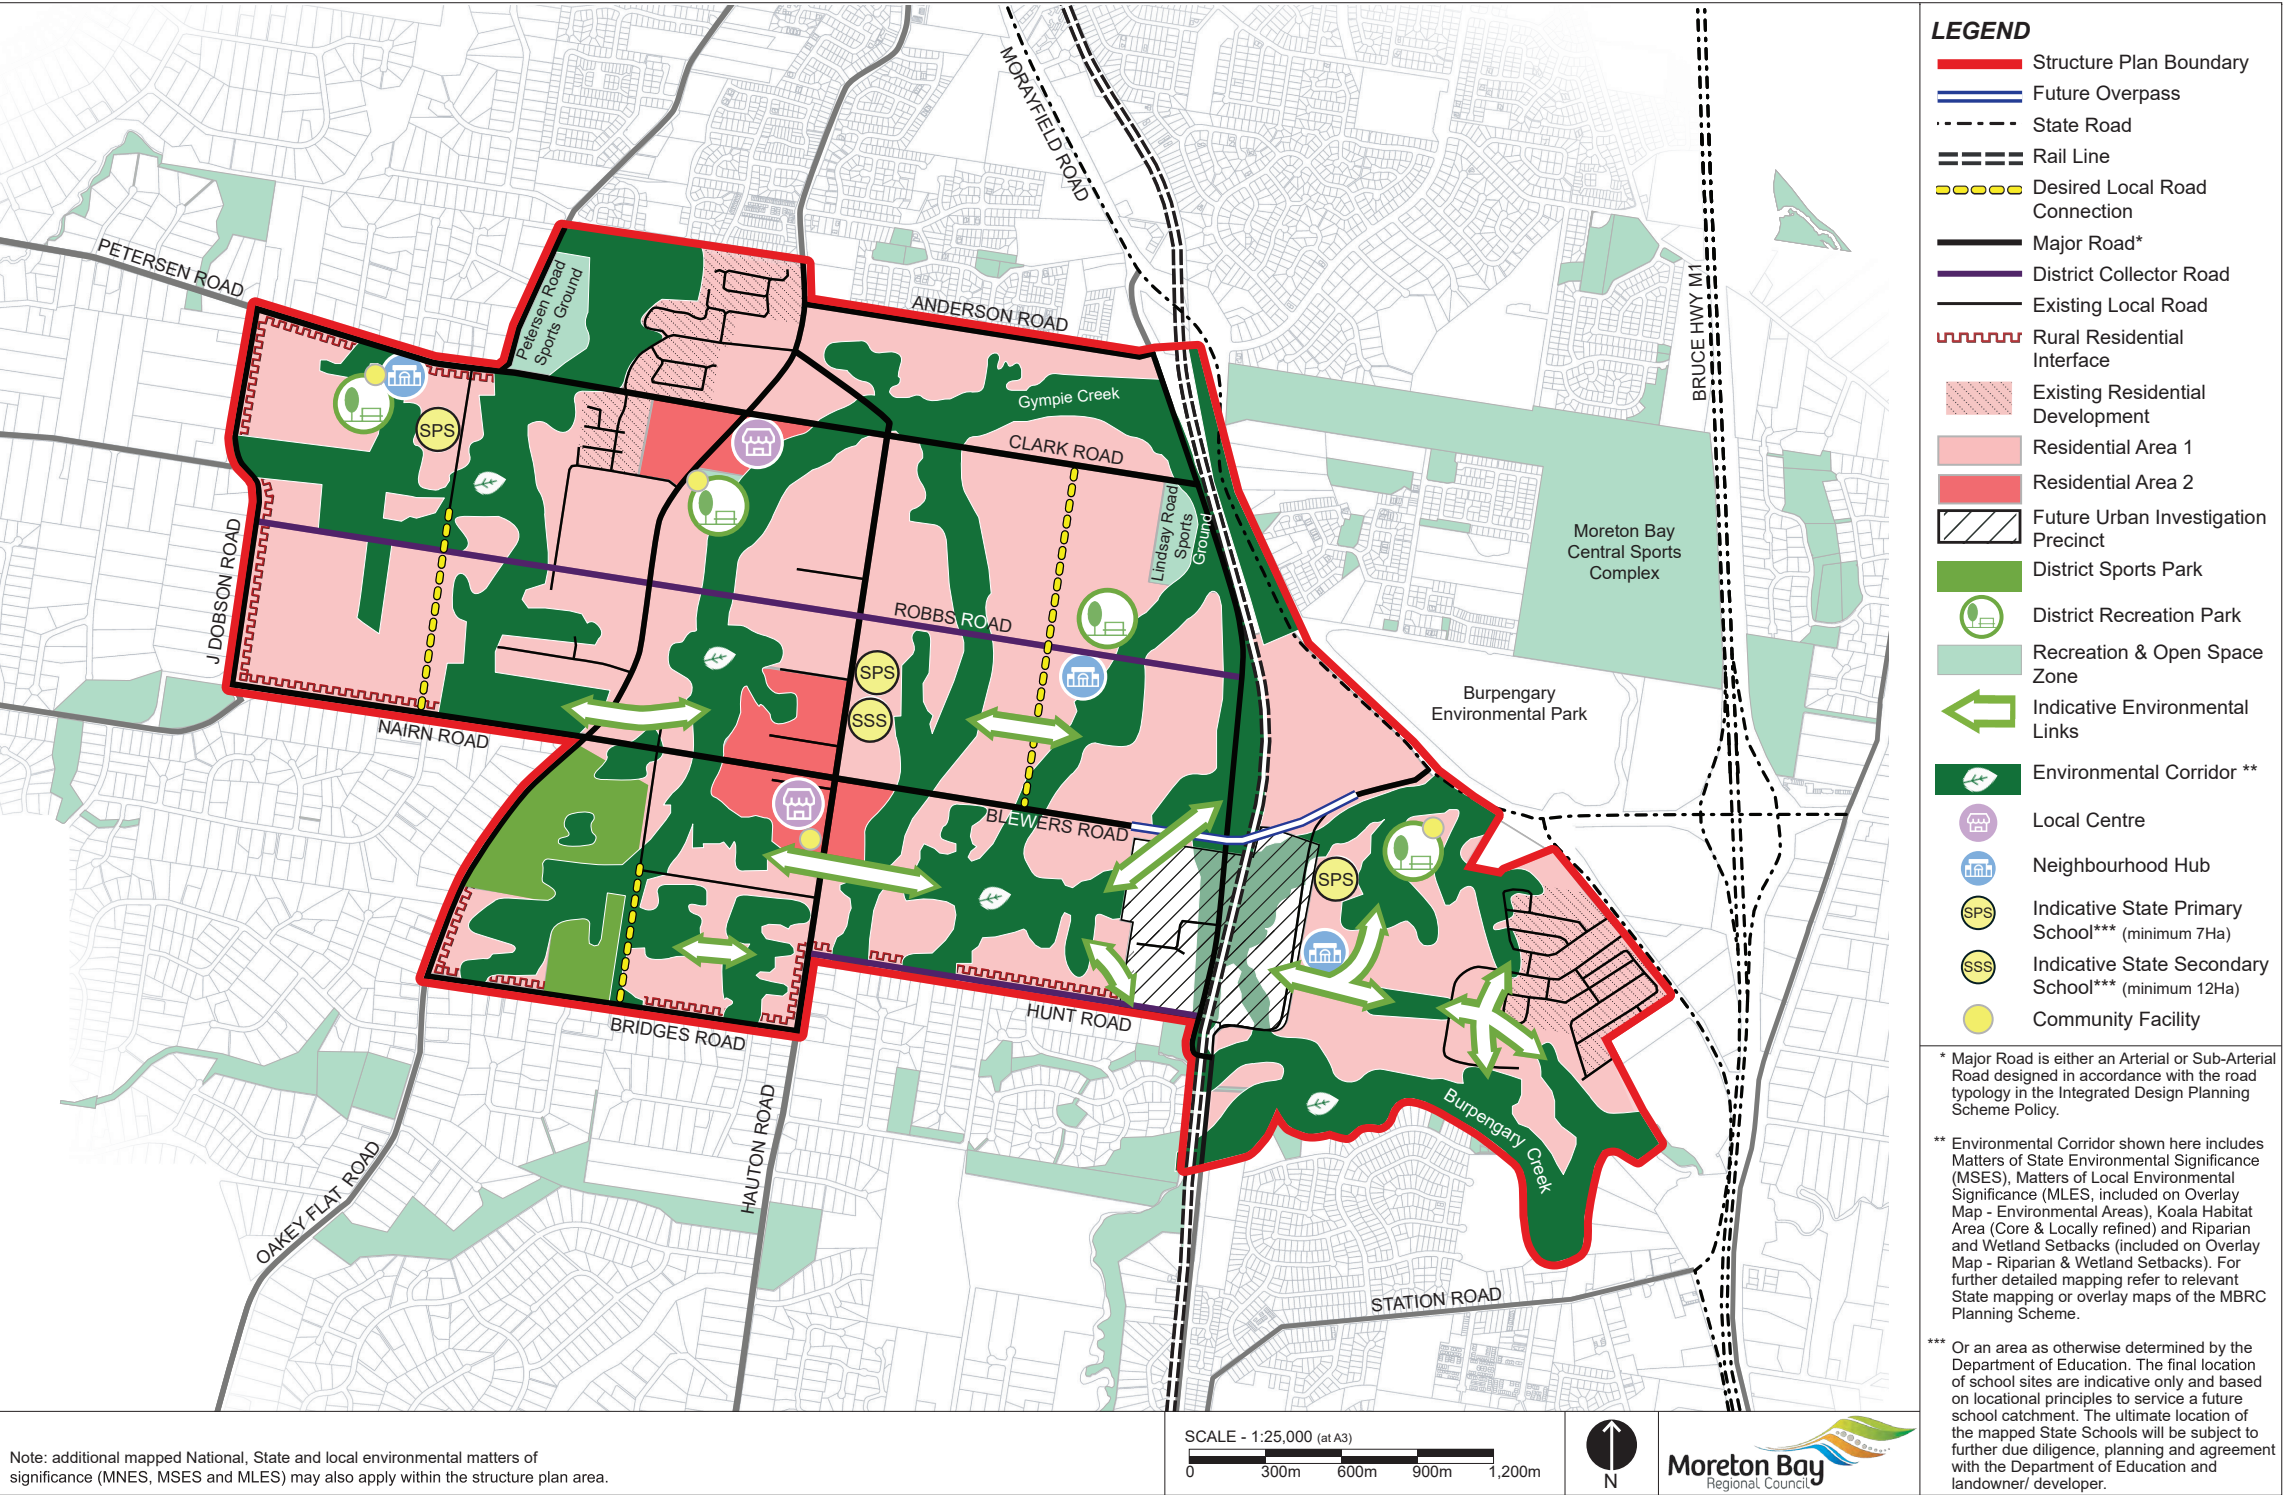 MORAYFIELD ROAD
PETERSEN ROAD
Petersen Road
Sports Ground
ANDERSON ROAD
Gympie Creek
CLARK ROAD
SPS
Lindsay Road
Sports
Ground
J DOBSON ROAD
ROBBS ROAD
SPS
SSS
NAIRN ROAD
BLEWERS ROAD
SPS
HUNT ROAD
BRIDGES ROAD
HAUTON ROAD
OAKEY FLAT ROAD
Burpengary Creek
STATION ROAD
BRUCE HWY M1
Moreton Bay
Central Sports
Complex
Burpengary
Environmental Park
LEGEND
Structure Plan Boundary
Future Overpass
State Road
Rail Line
Desired Local Road
Connection
Major Road*
District Collector Road
Existing Local Road
Rural Residential
Interface
Existing Residential
Development
Residential Area 1
Residential Area 2
Future Urban Investigation
Precinct
District Sports Park
District Recreation Park
Recreation & Open Space
Zone
Indicative Environmental
Links
Environmental Corridor **
Local Centre
Neighbourhood Hub
SPS
Indicative State Primary
School*** (minimum 7Ha)
SSS
Indicative State Secondary
School*** (minimum 12Ha)
Community Facility
* Major Road is either an Arterial or Sub-Arterial
Road designed in accordance with the road
typology in the Integrated Design Planning
Scheme Policy.
** Environmental Corridor shown here includes
Matters of State Environmental Significance
(MSES), Matters of Local Environmental
Significance (MLES, included on Overlay
Map - Environmental Areas), Koala Habitat
Area (Core & Locally refined) and Riparian
and Wetland Setbacks (included on Overlay
Map - Riparian & Wetland Setbacks). For
further detailed mapping refer to relevant
State mapping or overlay maps of the MBRC
Planning Scheme.
*** Or an area as otherwise determined by the
Department of Education. The final location
of school sites are indicative only and based
on locational principles to service a future
school catchment. The ultimate location of
the mapped State Schools will be subject to
further due diligence, planning and agreement
with the Department of Education and
landowner/ developer.
Note: additional mapped National, State and local environmental matters of
significance (MNES, MSES and MLES) may also apply within the structure plan area.
SCALE - 1:25,000 (at A3)
0 300m 600m 900m 1,200m
N
Moreton Bay
Regional Council